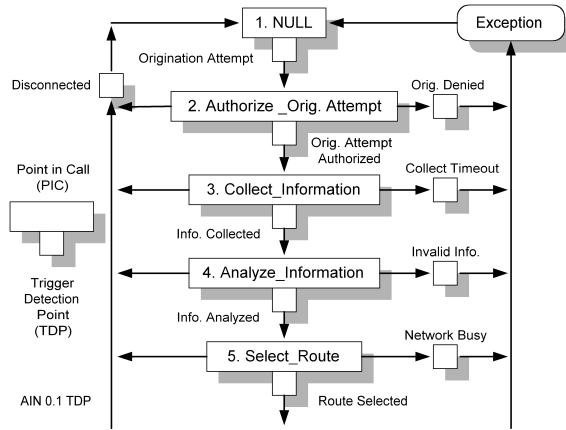 1. NULL
Exception
Origination Attempt
Disconnected
2. Authorize _Orig. Attempt
Orig. Denied
Orig. Attempt
Authorized
Point in Call
(PIC)
3. Collect_Information
Collect Timeout
Info. Collected
4. Analyze_Information
Invalid Info.
Trigger
Detection
Point
(TDP)
Info. Analyzed
5. Select_Route
Network Busy
AIN 0.1 TDP
Route Selected